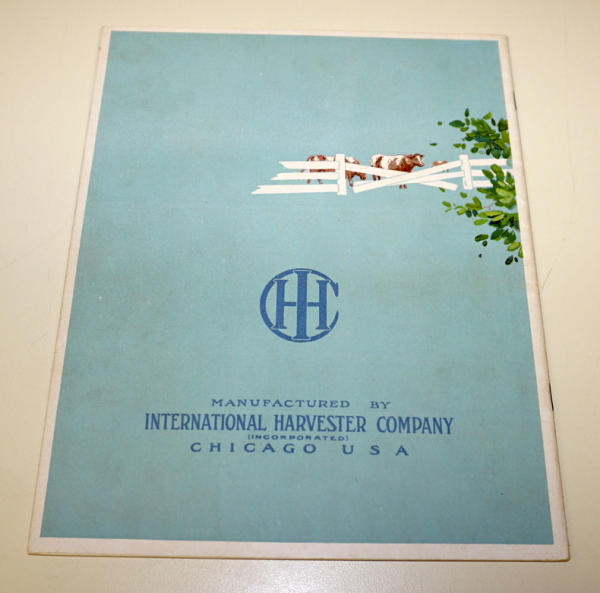 IHC
MANUFACTURED BY
INTERNATIONAL HARVESTER COMPANY
(INCORPORATED)
CHICAGO USA